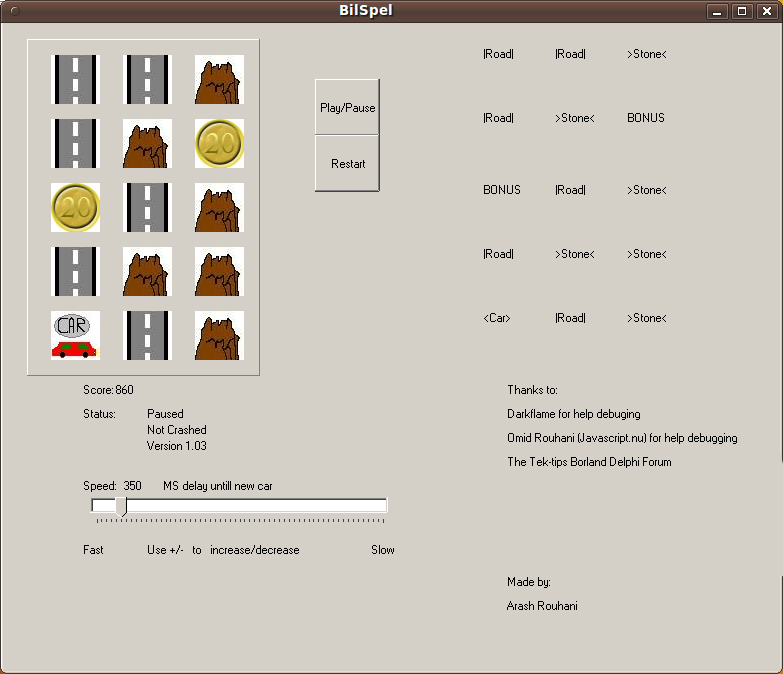 BilSpel
|Road| |Road| >Stone<
20
|Road| >Stone< BONUS
20
BONUS |Road| >Stone<
|Road| >Stone< >Stone<
CAR
<Car> |Road| >Stone<
Play/Pause
Restart
Score: 860
Status: Paused
Not Crashed
Version 1.03
Speed: 350 MS delay untill new car
Fast Use +/- to increase/decrease Slow
Thanks to:
Darkflame for help debuging
Omid Rouhani (Javascript.nu) for help debugging
The Tek-tips Borland Delphi Forum
Made by:
Arash Rouhani